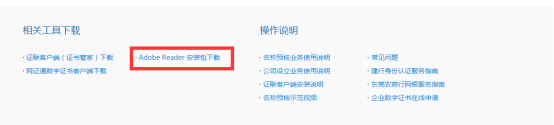 相关工具下载
操作说明
· 证联客户端（证书管家）下载
· Adobe Reader 安装包下载
· 网证通数字证书客户端下载
· 名称预核业务使用说明
· 常见问题
· 公司设立业务使用说明
· 银行身份认证服务指南
· 证联客户端安装说明
· 东莞农商行网银服务指南
· 名称预核示范视频
· 企业数字证书在线申请